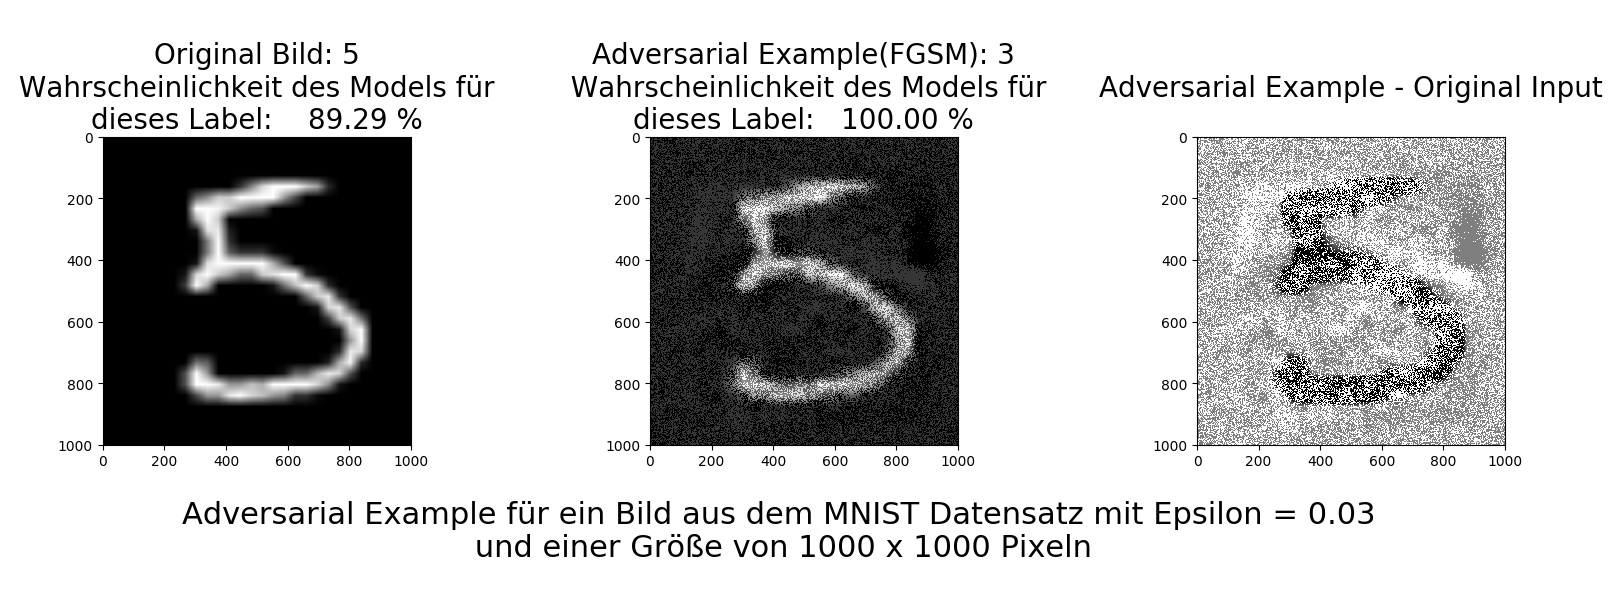 Original Bild: 5
Wahrscheinlichkeit des Models für
dieses Label: 89.29 %
0
200
400
600
800
1000
0 200 400 600 800 1000
Adversarial Example(FGSM): 3
Wahrscheinlichkeit des Models für
dieses Label: 100.00 %
0
200
400
600
800
1000
0 200 400 600 800 1000
Adversarial Example - Original Input
0
200
400
600
800
1000
0 200 400 600 800 1000
5
5
Adversarial Example für ein Bild aus dem MNIST Datensatz mit Epsilon = 0.03
und einer Größe von 1000 x 1000 Pixeln